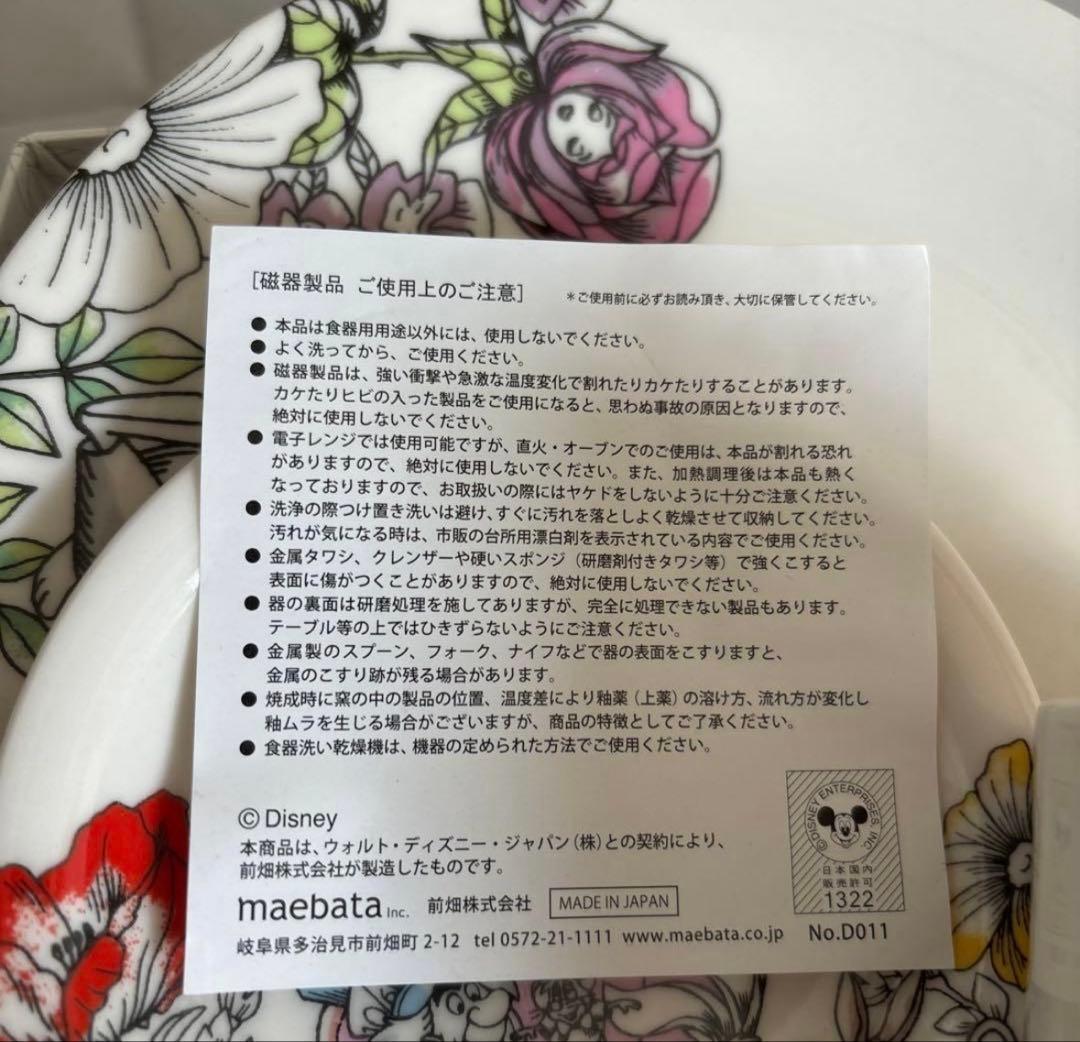 ［磁器製品 ご使用上のご注意］ ＊ご使用前に必ずお読み頂き、大切に保管してください。
● 本品は食器用用途以外には、使用しないでください。
● よく洗ってから、ご使用ください。
● 磁器製品は、強い衝撃や急激な温度変化で割れたりカケたりすることがあります。
カケたりヒビの入った製品をご使用になると、思わぬ事故の原因となりますので、
絶対に使用しないでください。
● 電子レンジでは使用可能ですが、直火・オーブンでのご使用は、本品が割れる恐れ
がありますので、絶対に使用しないでください。また、加熱調理後は本品も熱く
なっておりますので、お取扱いの際にはヤケドをしないように十分ご注意ください。
● 洗浄の際つけ置き洗いは避け、すぐに汚れを落としよく乾燥させて収納してください。
汚れが気になる時は、市販の台所用漂白剤を表示されている内容でご使用ください。
● 金属タワシ、クレンザーや硬いスポンジ（研磨剤付きタワシ等）で強くこすると
表面に傷がつくことがありますので、絶対に使用しないでください。
● 器の裏面は研磨処理を施してありますが、完全に処理できない製品もあります。
テーブル等の上ではひきずらないようにご注意ください。
● 金属製のスプーン、フォーク、ナイフなどで器の表面をこすりますと、
金属のこすり跡が残る場合があります。
● 焼成時に窯の中の製品の位置、温度差により釉薬（上薬）の溶け方、流れ方が変化し
釉ムラを生じる場合がございますが、商品の特徴としてご了承ください。
● 食器洗い乾燥機は、機器の定められた方法でご使用ください。
© Disney
本商品は、ウォルト・ディズニー・ジャパン（株）との契約により、
前畑株式会社が製造したものです。
maebata Inc. 前畑株式会社 MADE IN JAPAN
岐阜県多治見市前畑町 2-12 tel 0572-21-1111 www.maebata.co.jp No.D011
© DISNEY ENTERPRISES, INC
日本国内
販売許可
1322